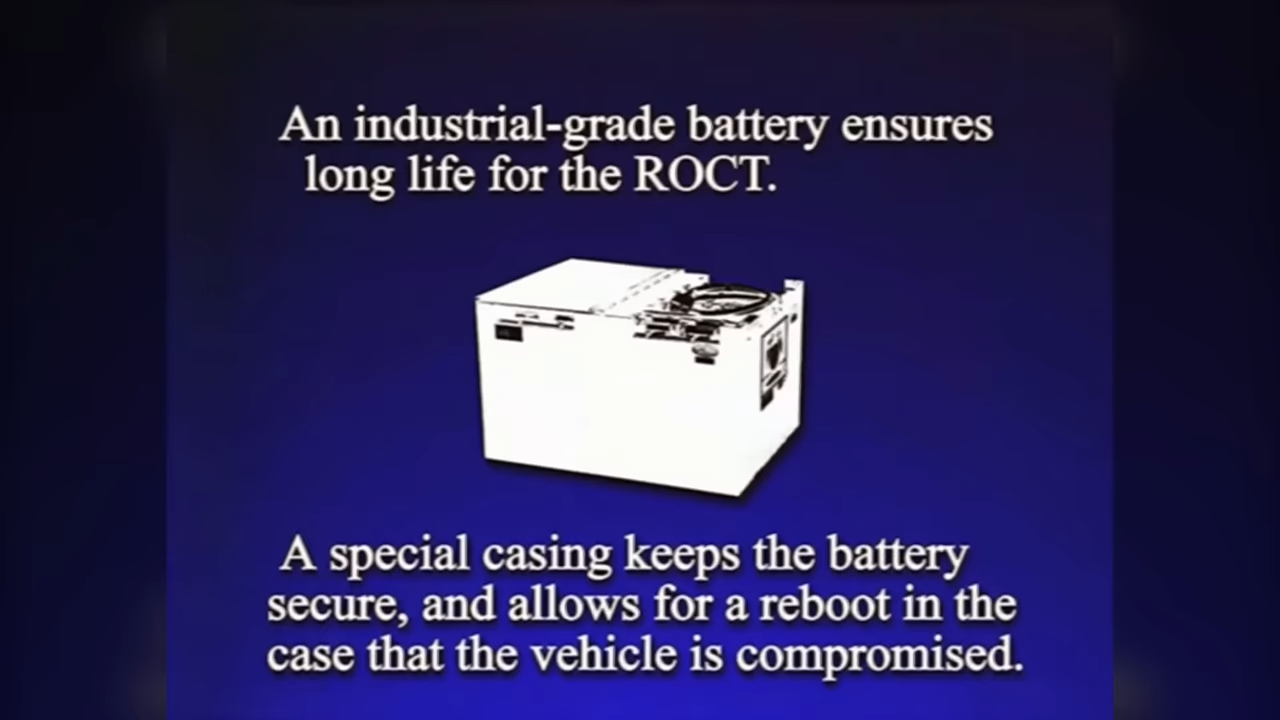 An industrial-grade battery ensures
long life for the ROCT.
A special casing keeps the battery
secure, and allows for a reboot in the
case that the vehicle is compromised.